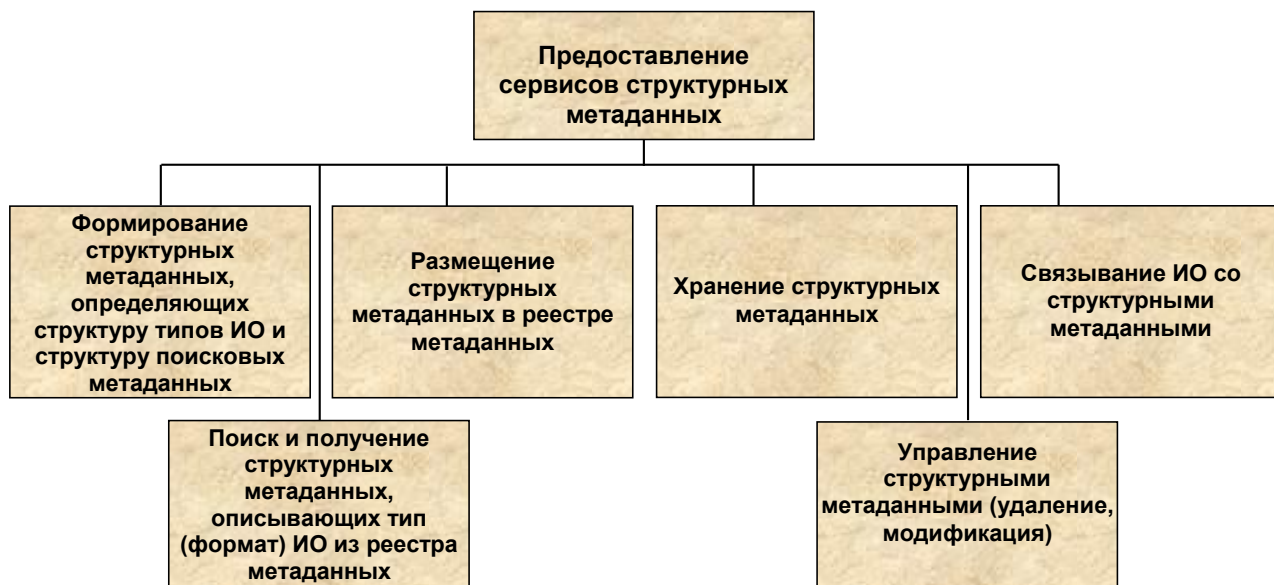 Предоставление
сервисов структурных
метаданных
Формирование
структурных
метаданных,
определяющих
структуру типов ИО и
структуру поисковых
метаданных
Размещение
структурных
метаданных в реестре
метаданных
Хранение структурных
метаданных
Связывание ИО со
структурными
метаданными
Поиск и получение
структурных
метаданных,
описывающих тип
(формат) ИО из реестра
метаданных
Управление
структурными
метаданными (удаление,
модификация)